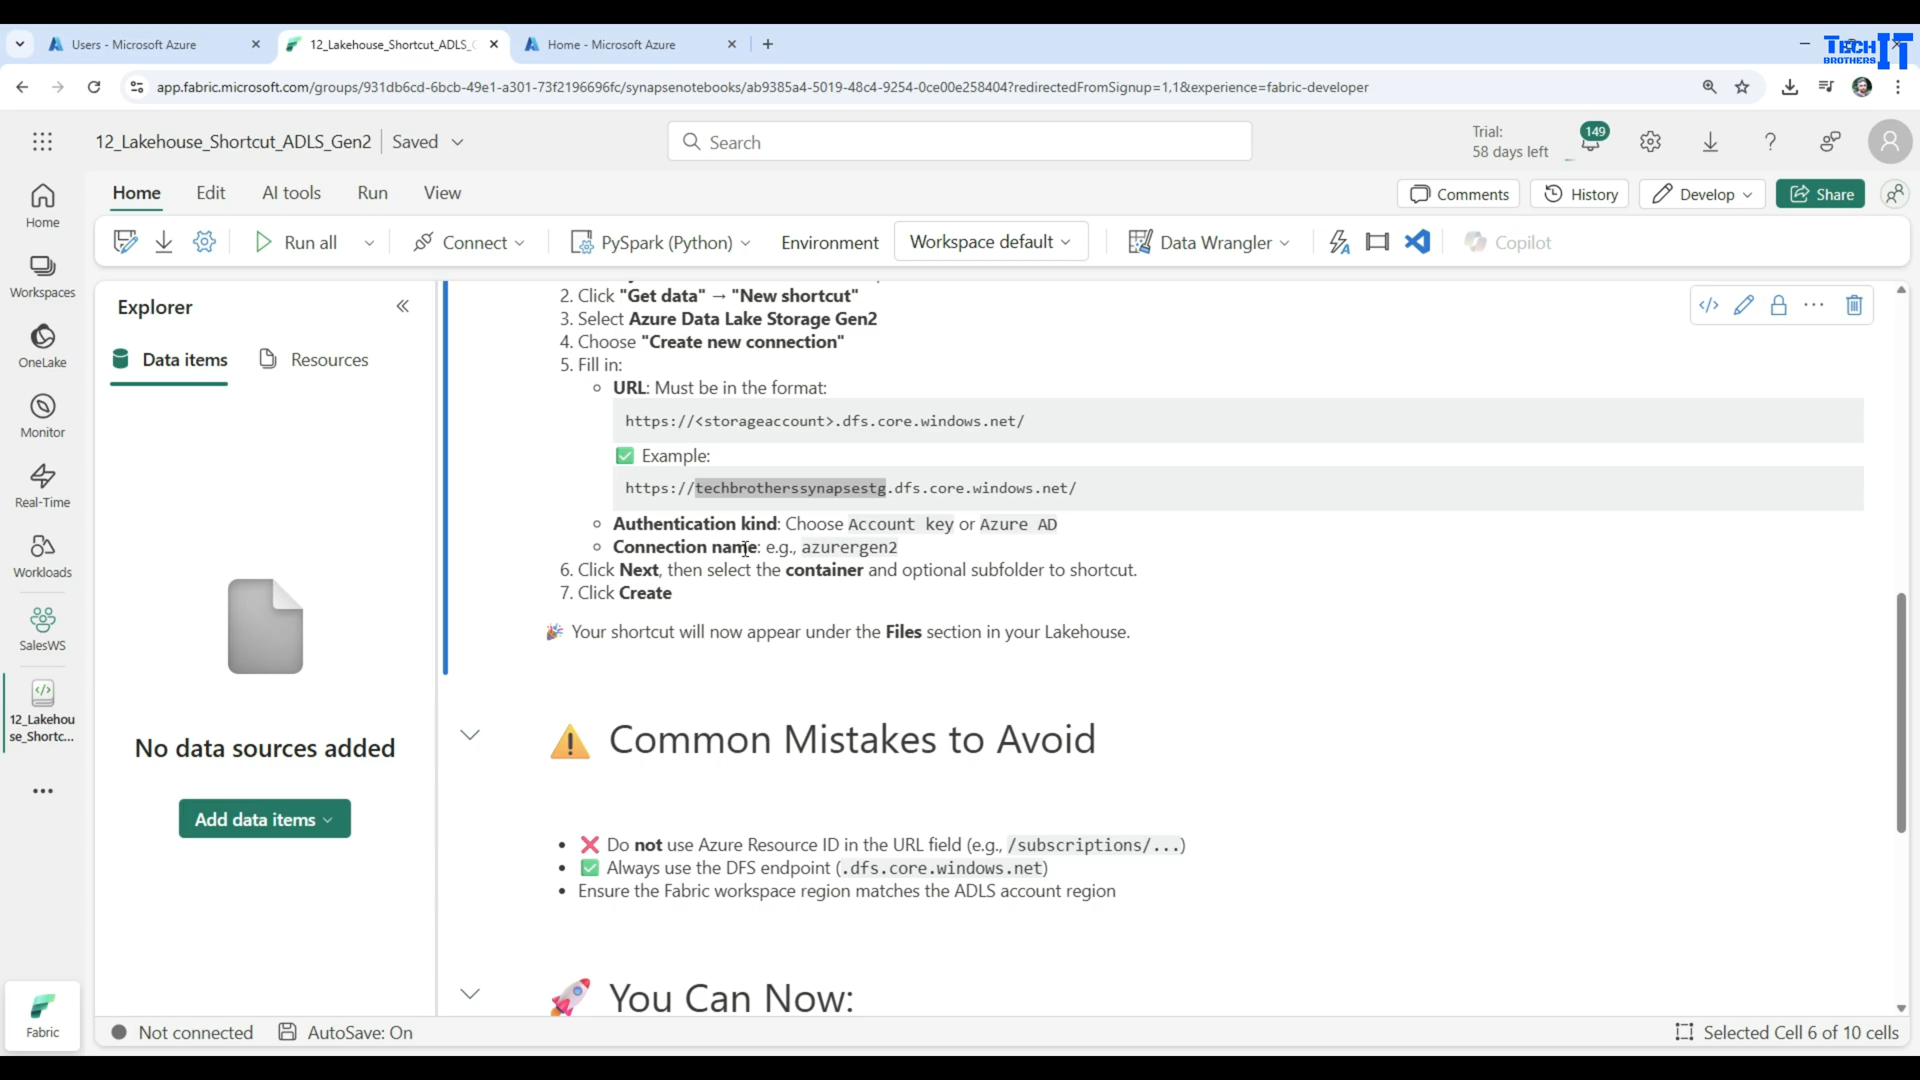 Users - Microsoft Azure
12_Lakehouse_Shortcut_ADLS_G
Home - Microsoft Azure
TECH IT
BROTHERS
app.fabric.microsoft.com/groups/931db6cd-6bcb-49e1-a301-73f2196696fc/synapsenotebooks/ab9385a4-5019-48c4-9254-0ce00e258404?redirectedFromSignup=1,1&experience=fabric-developer
12_Lakehouse_Shortcut_ADLS_Gen2
Saved
Search
Trial:
58 days left
149
Home
Edit
AI tools
Run
View
Comments
History
Develop
Share
Run all
Connect
PySpark (Python)
Environment
Workspace default
Data Wrangler
Copilot
Home
Workspaces
OneLake
Monitor
Real-Time
Workloads
SalesWS
12_Lakehou
se_Shortc...
Fabric
Explorer
Data items
Resources
No data sources added
Add data items
2. Click "Get data" → "New shortcut"
3. Select Azure Data Lake Storage Gen2
4. Choose "Create new connection"
5. Fill in:
URL: Must be in the format:
https://<storageaccount>.dfs.core.windows.net/
✅ Example:
https://techbrotherssynapsestg.dfs.core.windows.net/
Authentication kind: Choose Account key or Azure AD
Connection name: e.g., azurergen2
6. Click Next, then select the container and optional subfolder to shortcut.
7. Click Create
🎉 Your shortcut will now appear under the Files section in your Lakehouse.
⚠️ Common Mistakes to Avoid
• ❌ Do not use Azure Resource ID in the URL field (e.g., /subscriptions/...)
• ✅ Always use the DFS endpoint (.dfs.core.windows.net)
• Ensure the Fabric workspace region matches the ADLS account region
🚀 You Can Now:
Not connected
AutoSave: On
Selected Cell 6 of 10 cells